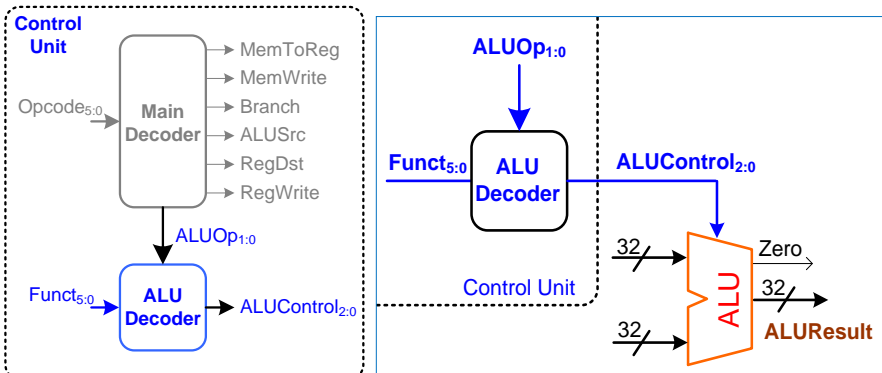 Control
Unit
MemToReg
MemWrite
Opcode5:0
Main
Decoder
Branch
ALUSrc
RegDst
RegWrite
ALUOp1:0
Funct5:0
ALU
Decoder
ALUControl2:0
ALUOp1:0
Funct5:0
ALU
Decoder
ALUControl2:0
Control Unit
32
32
ALU
Zero
32
ALUResult